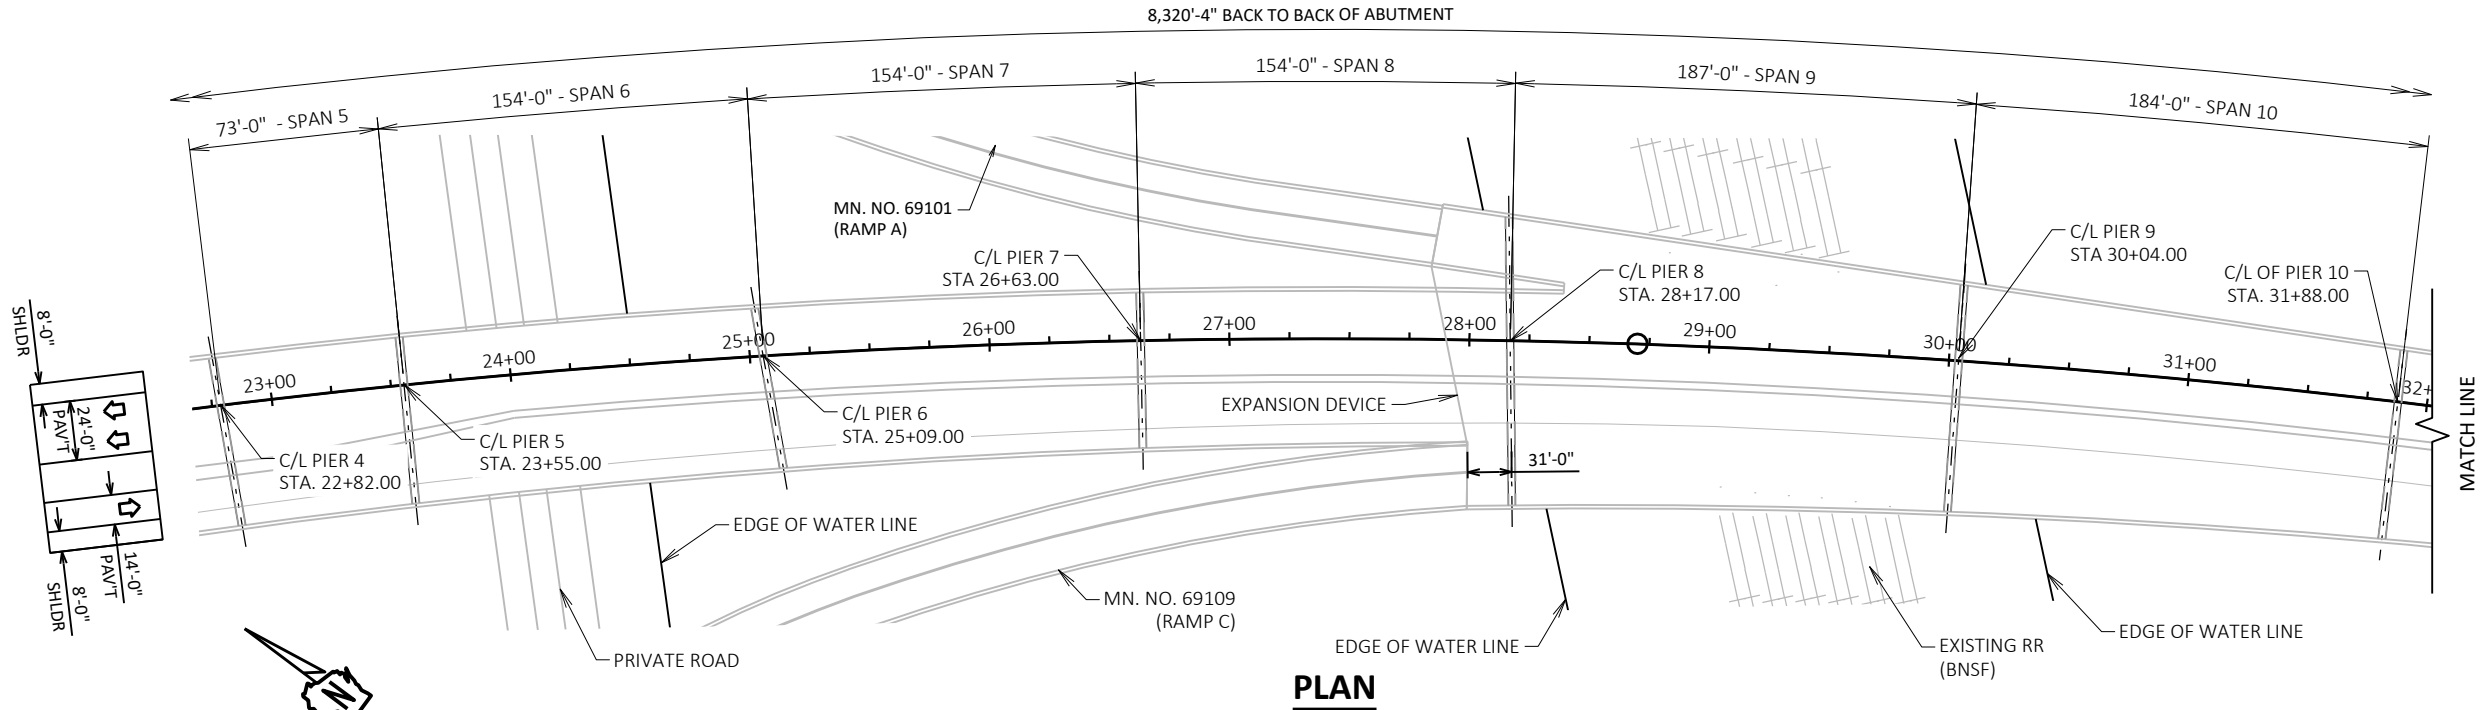 8,320'-4" BACK TO BACK OF ABUTMENT
73'-0" - SPAN 5
154'-0" - SPAN 6
154'-0" - SPAN 7
154'-0" - SPAN 8
187'-0" - SPAN 9
184'-0" - SPAN 10
MN. NO. 69101
(RAMP A)
C/L PIER 7
STA 26+63.00
C/L PIER 8
STA. 28+17.00
C/L PIER 9
STA 30+04.00
C/L OF PIER 10
STA. 31+88.00
23+00
24+00
25+00
26+00
27+00
28+00
29+00
30+00
31+00
32+
8'-0"
SHLDR
24'-0"
PAV'T
14'-0"
PAV'T
8'-0"
SHLDR
C/L PIER 4
STA. 22+82.00
C/L PIER 5
STA. 23+55.00
C/L PIER 6
STA. 25+09.00
EXPANSION DEVICE
31'-0"
MATCH LINE
EDGE OF WATER LINE
MN. NO. 69109
(RAMP C)
PRIVATE ROAD
EDGE OF WATER LINE
EXISTING RR
(BNSF)
EDGE OF WATER LINE
N
PLAN